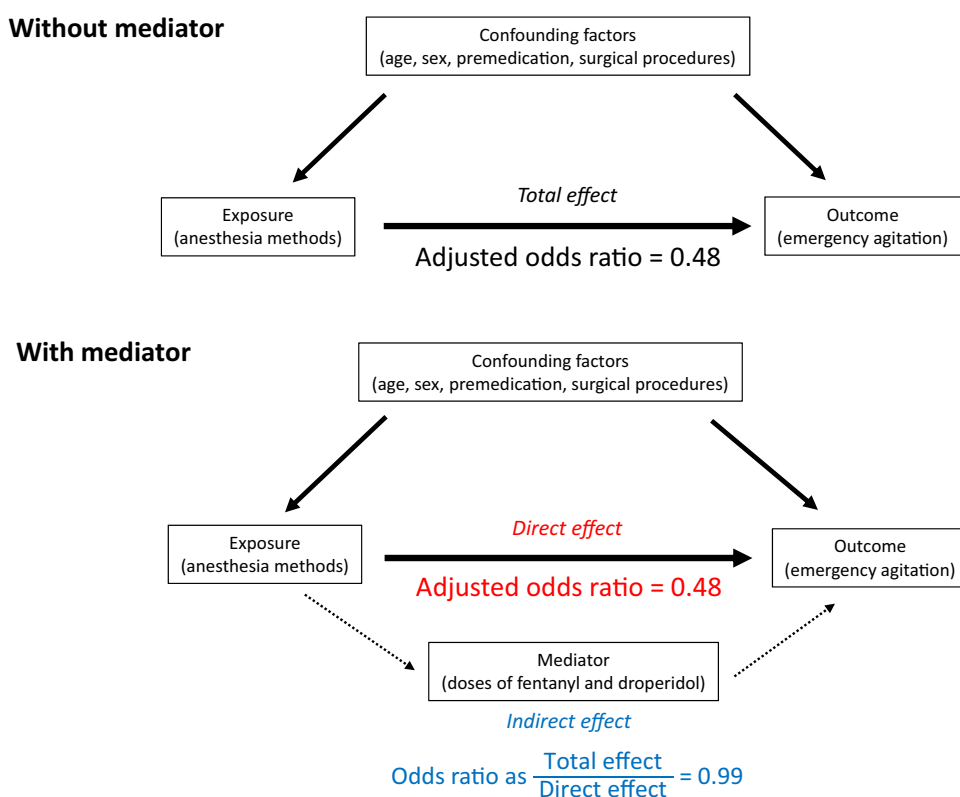 Without mediator
Confounding factors
(age, sex, premedication, surgical procedures)
Exposure
(anesthesia methods)
Total effect
Adjusted odds ratio = 0.48
Outcome
(emergency agitation)
With mediator
Confounding factors
(age, sex, premedication, surgical procedures)
Exposure
(anesthesia methods)
Direct effect
Adjusted odds ratio = 0.48
Outcome
(emergency agitation)
Mediator
(doses of fentanyl and droperidol)
Indirect effect
Total effect
Odds ratio as = 0.99
Direct effect